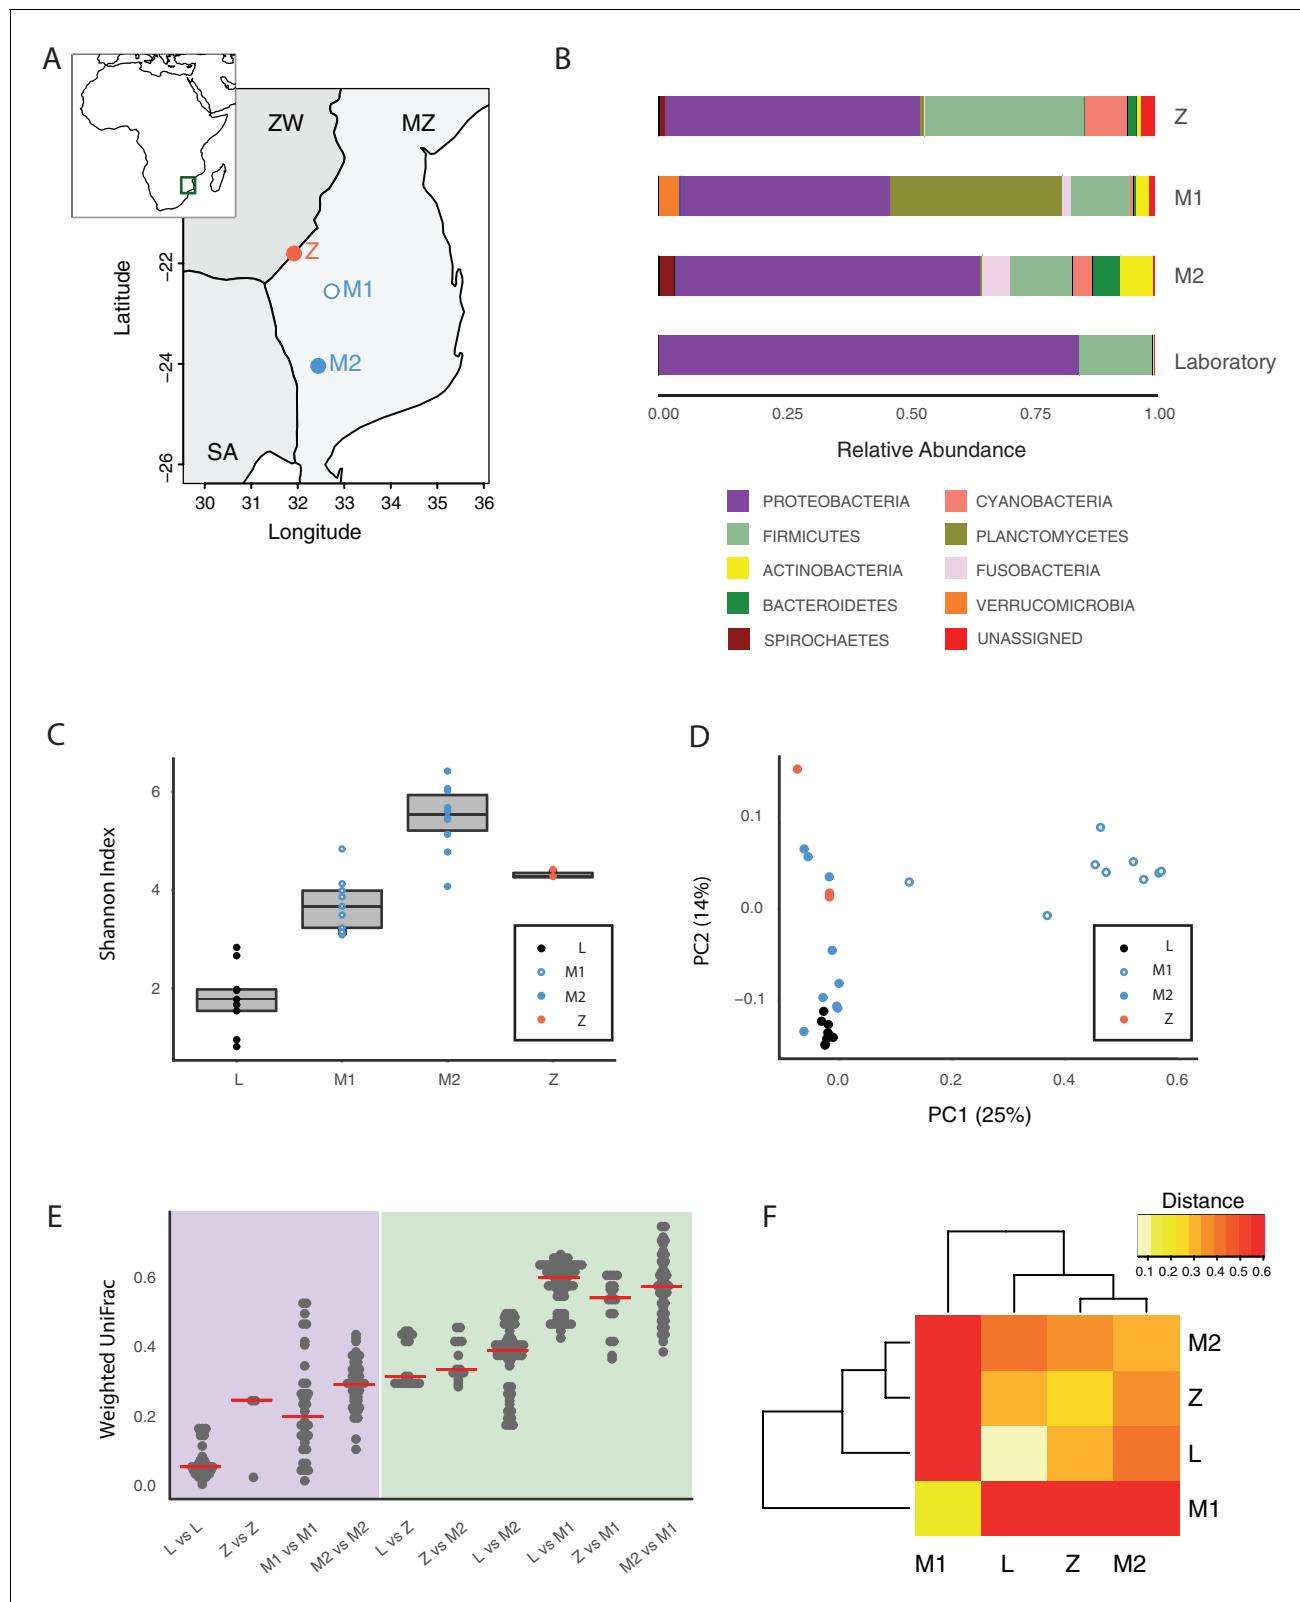 A
ZW
MZ
Z
M1
M2
SA
Latitude
−22
−24
−26
30 31 32 33 34 35 36
Longitude
B
Z
M1
M2
Laboratory
0.00 0.25 0.50 0.75 1.00
Relative Abundance
PROTEOBACTERIA CYANOBACTERIA
FIRMICUTES PLANCTOMYCETES
ACTINOBACTERIA FUSOBACTERIA
BACTEROIDETES VERRUCOMICROBIA
SPIROCHAETES UNASSIGNED
C
Shannon Index
6
4
2
L
M1
M2
Z
L M1 M2 Z
D
PC2 (14%)
0.1
0.0
−0.1
L
M1
M2
Z
0.0 0.2 0.4 0.6
PC1 (25%)
E
Weighted UniFrac
0.6
0.4
0.2
0.0
L vs L
Z vs Z
M1 vs M1
M2 vs M2
L vs Z
Z vs M2
L vs M2
L vs M1
Z vs M1
M2 vs M1
F
Distance
0.1 0.2 0.3 0.4 0.5 0.6
M2
Z
L
M1
M1 L Z M2